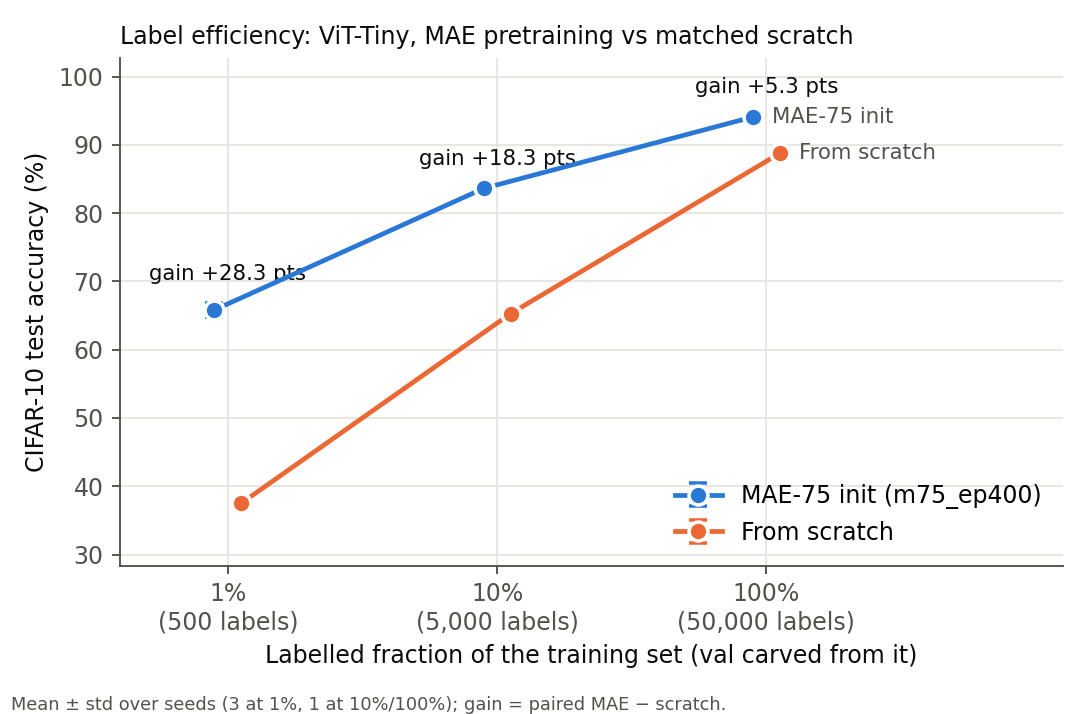 Label efficiency: ViT-Tiny, MAE pretraining vs matched scratch
CIFAR-10 test accuracy (%)
100
90
80
70
60
50
40
30
gain +5.3 pts
MAE-75 init
gain +18.3 pts
From scratch
gain +28.3 pts
MAE-75 init (m75_ep400)
From scratch
1%
(500 labels)
10%
(5,000 labels)
100%
(50,000 labels)
Labelled fraction of the training set (val carved from it)
Mean ± std over seeds (3 at 1%, 1 at 10%/100%); gain = paired MAE − scratch.